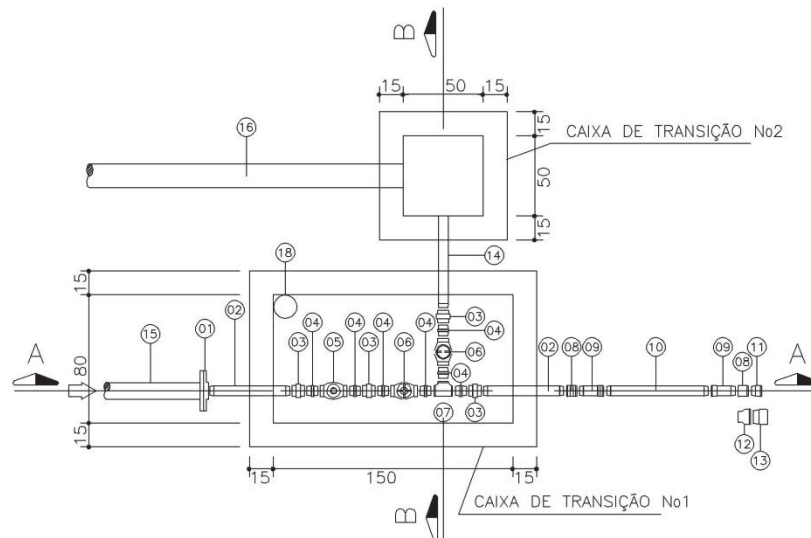 B
15 50 15
16
15
CAIXA DE TRANSIÇÃO No2
50
15
18
14
15
15 01 02 03 04 05 04 03 04 06 04 03 04 06 04
A
80
02 08 09 10 09 08 11
A
07 03
12 13
15
15 150 15
CAIXA DE TRANSIÇÃO No1
B